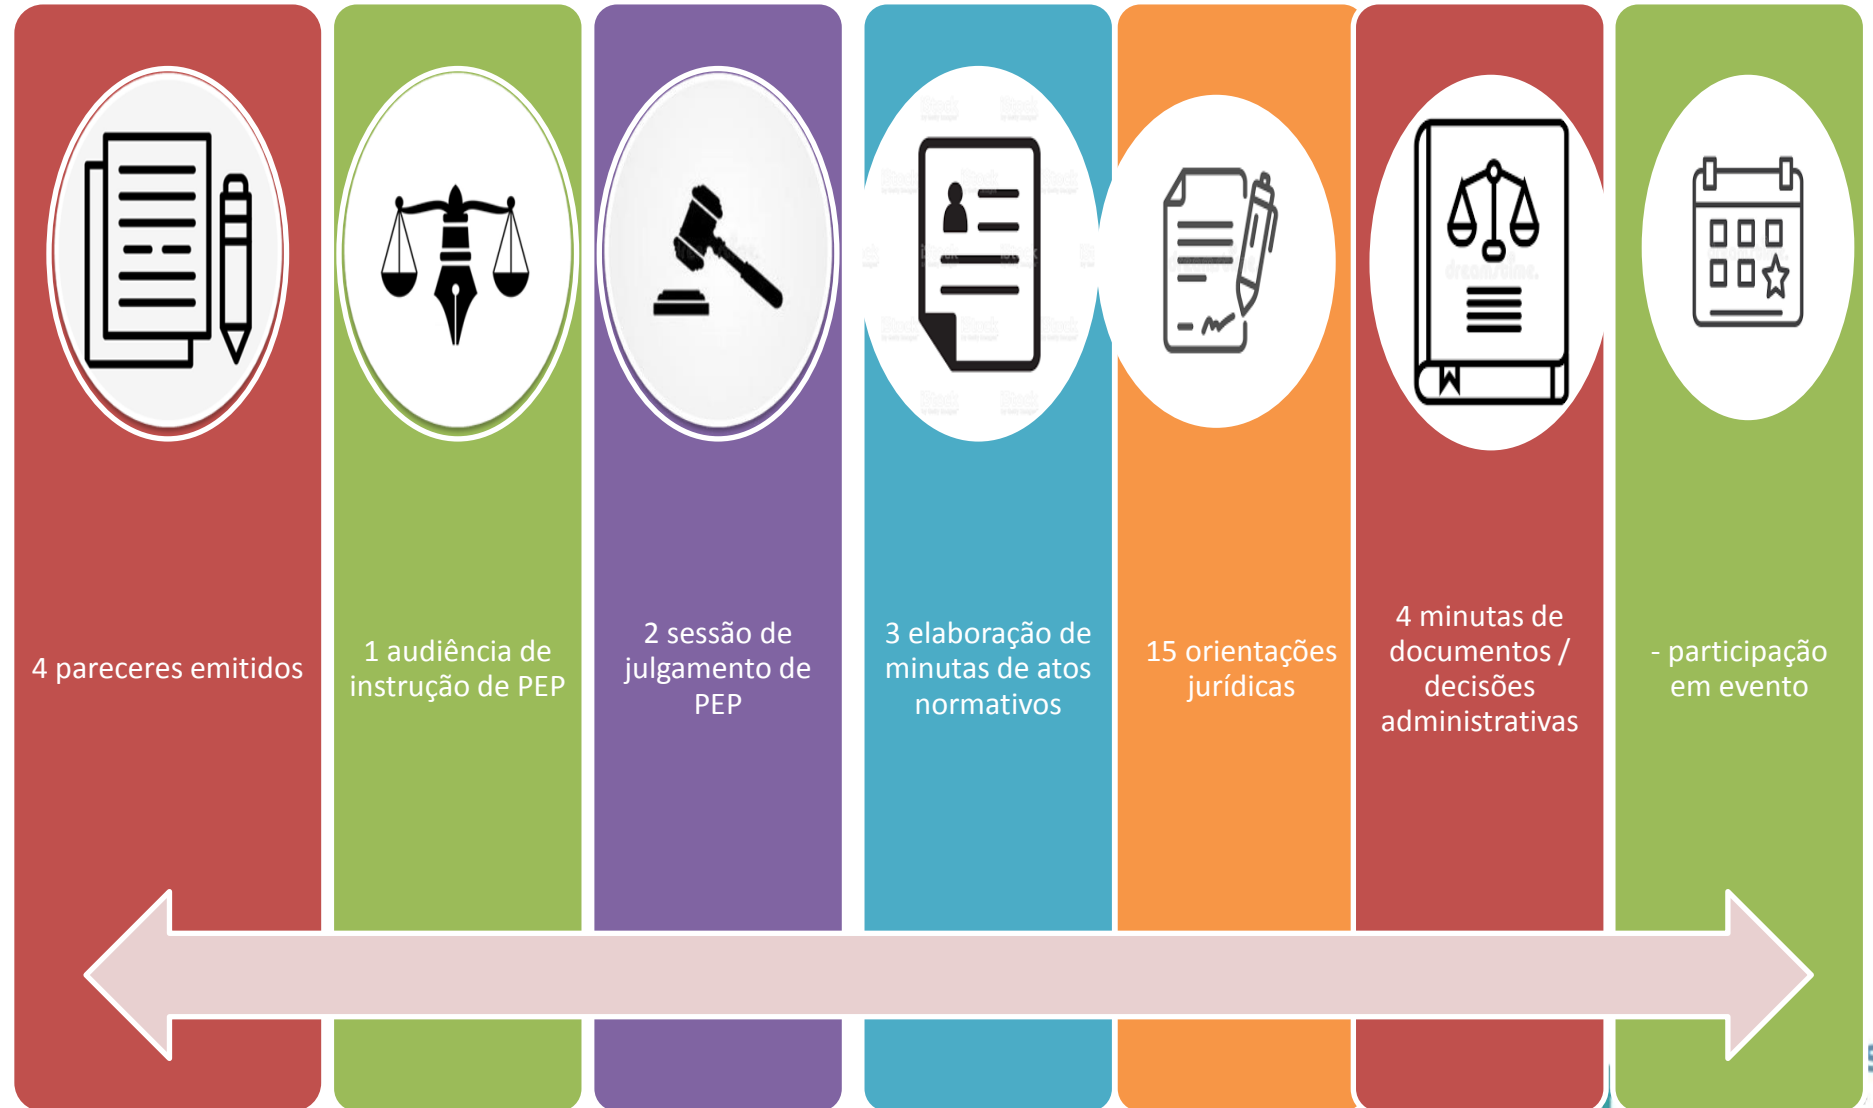 4 pareceres emitidos
1 audiência de
instrução de PEP
2 sessão de
julgamento de
PEP
3 elaboração de
minutas de atos
normativos
15 orientações
jurídicas
4 minutas de
documentos /
decisões
administrativas
- participação
em evento